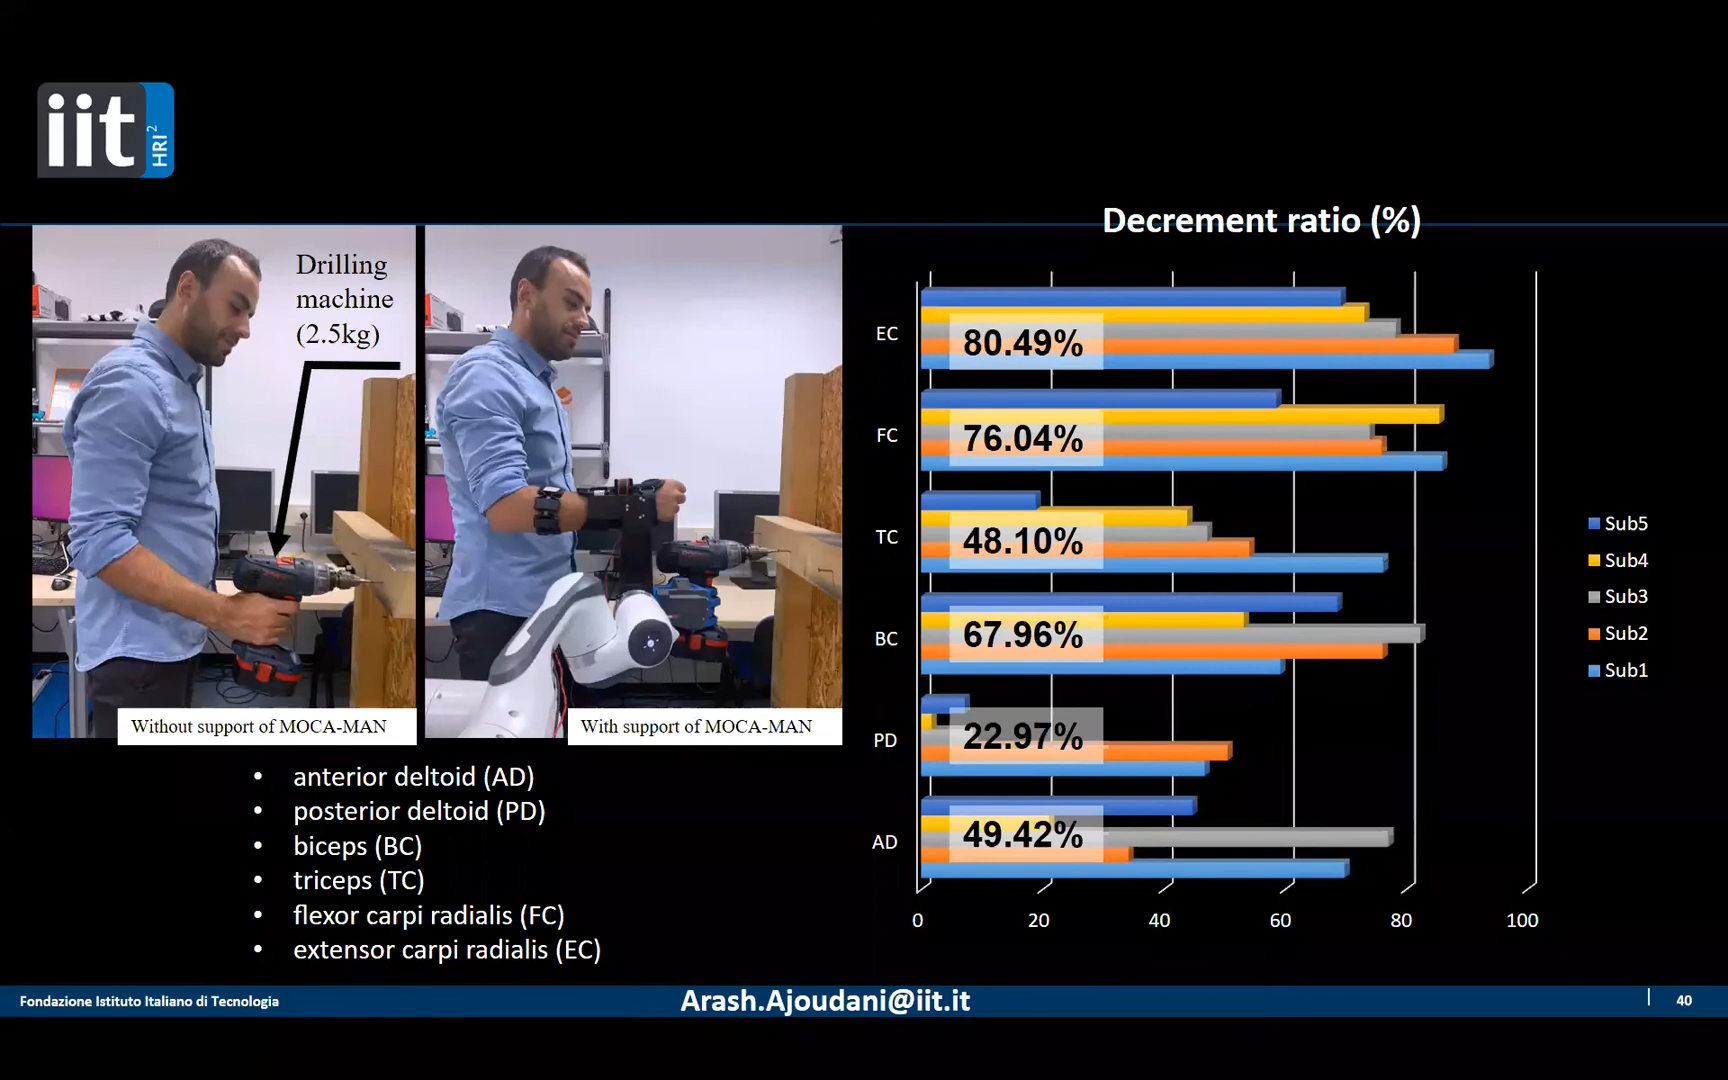 iit
HRI²
Decrement ratio (%)
Drilling
machine
(2.5kg)
Without support of MOCA-MAN
With support of MOCA-MAN
• anterior deltoid (AD)
• posterior deltoid (PD)
• biceps (BC)
• triceps (TC)
• flexor carpi radialis (FC)
• extensor carpi radialis (EC)
EC
80.49%
FC
76.04%
TC
48.10%
BC
67.96%
PD
22.97%
AD
49.42%
0 20 40 60 80 100
Sub5
Sub4
Sub3
Sub2
Sub1
Fondazione Istituto Italiano di Tecnologia
Arash.Ajoudani@iit.it
40